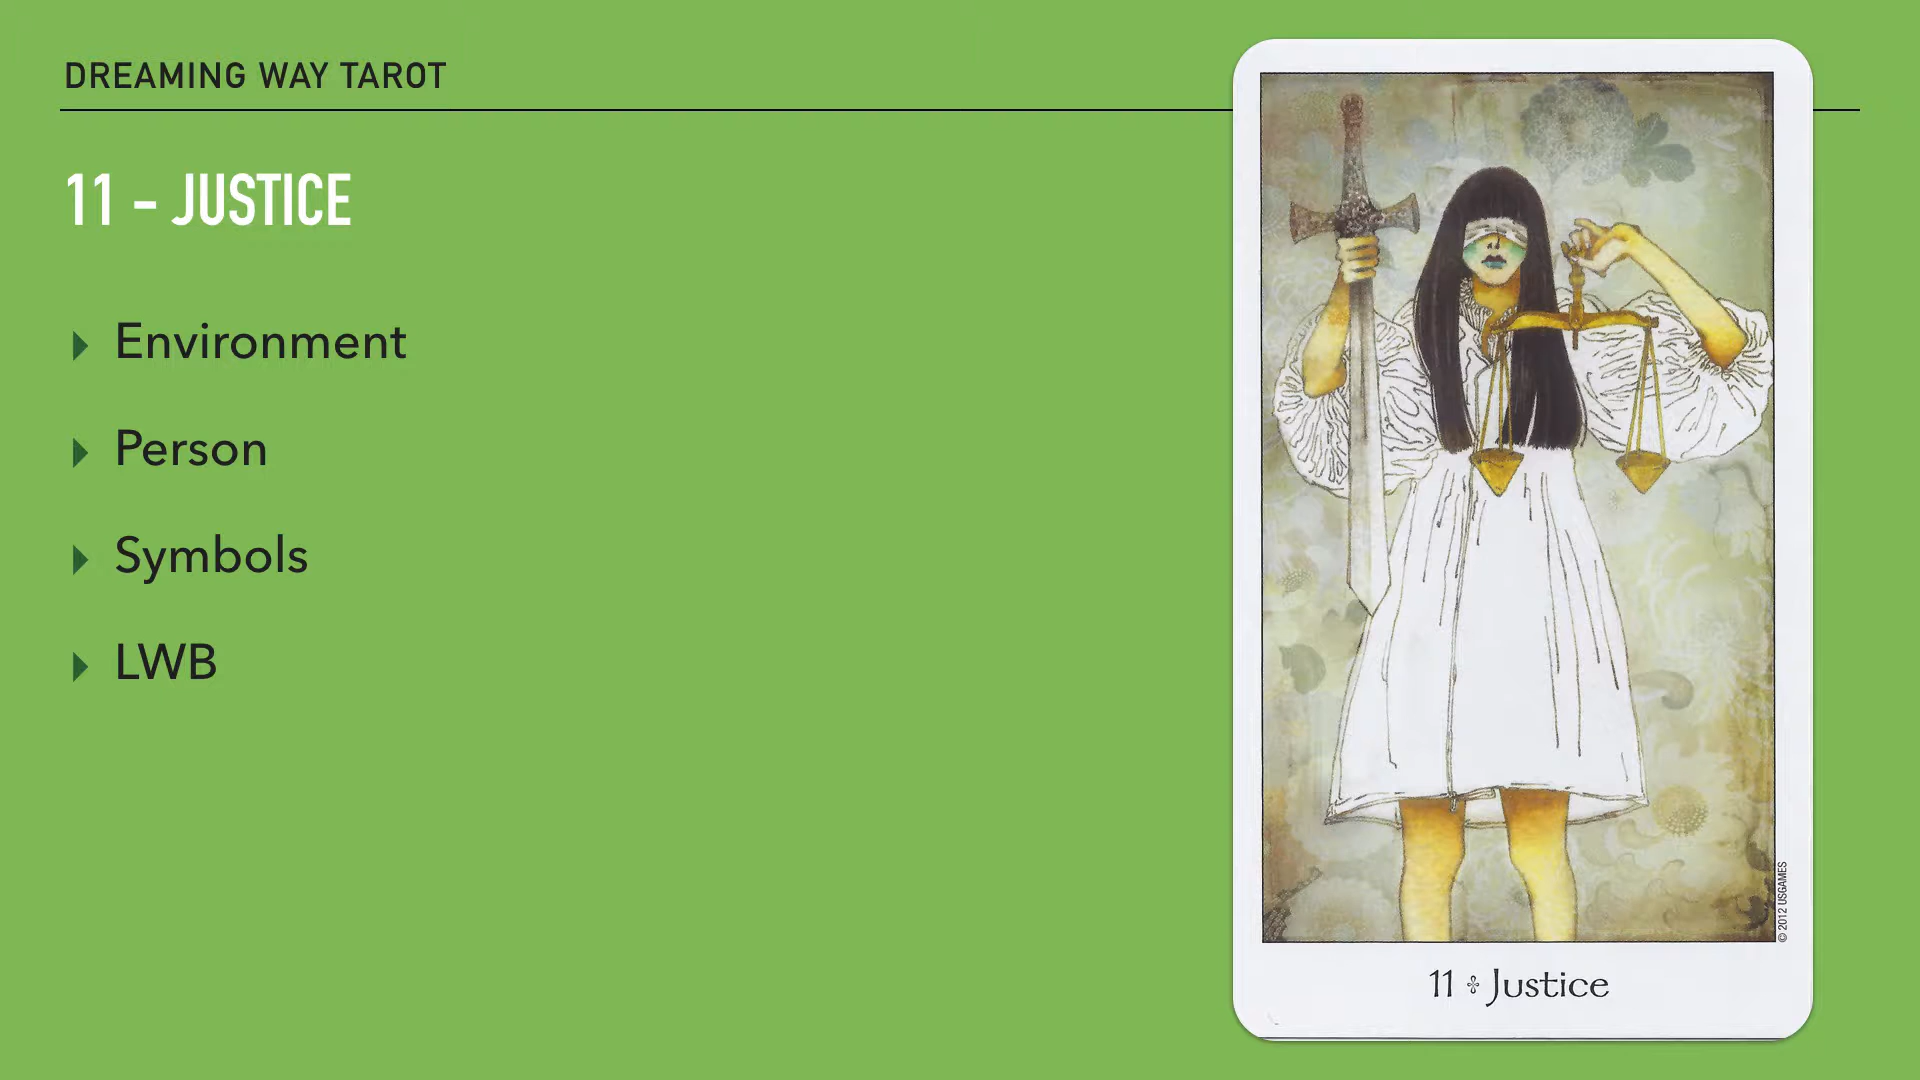 DREAMING WAY TAROT
11 - JUSTICE
Environment
Person
Symbols
LWB
© 2012 USGAMES
11 Justice